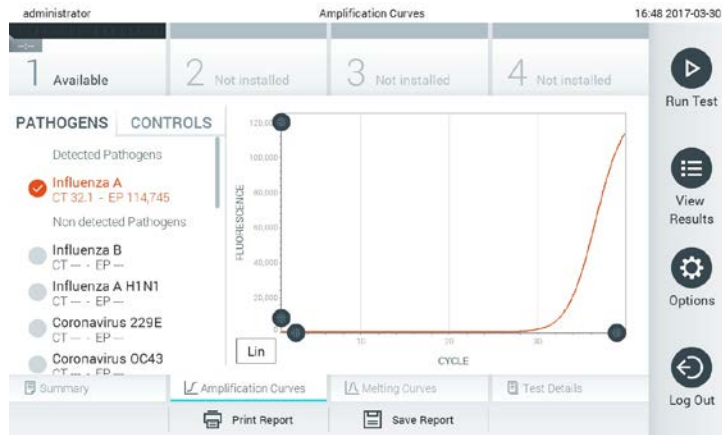 administrator Amplification Curves 16:48 2017-03-30
--:--
1 Available 2 Not installed 3 Not installed 4 Not installed
Run Test
View
Results
Options
Log Out
PATHOGENS CONTROLS
Detected Pathogens
Influenza A
CT 32.1 - EP 114,745
Non detected Pathogens
Influenza B
CT — - EP —
Influenza A H1N1
CT — - EP —
Coronavirus 229E
CT — - EP —
Coronavirus OC43
CT — - EP —
FLUORESCENCE
100,000
80,000
60,000
40,000
20,000
0
10 20 30
CYCLE
Lin
Summary Amplification Curves Melting Curves Test Details
Print Report Save Report